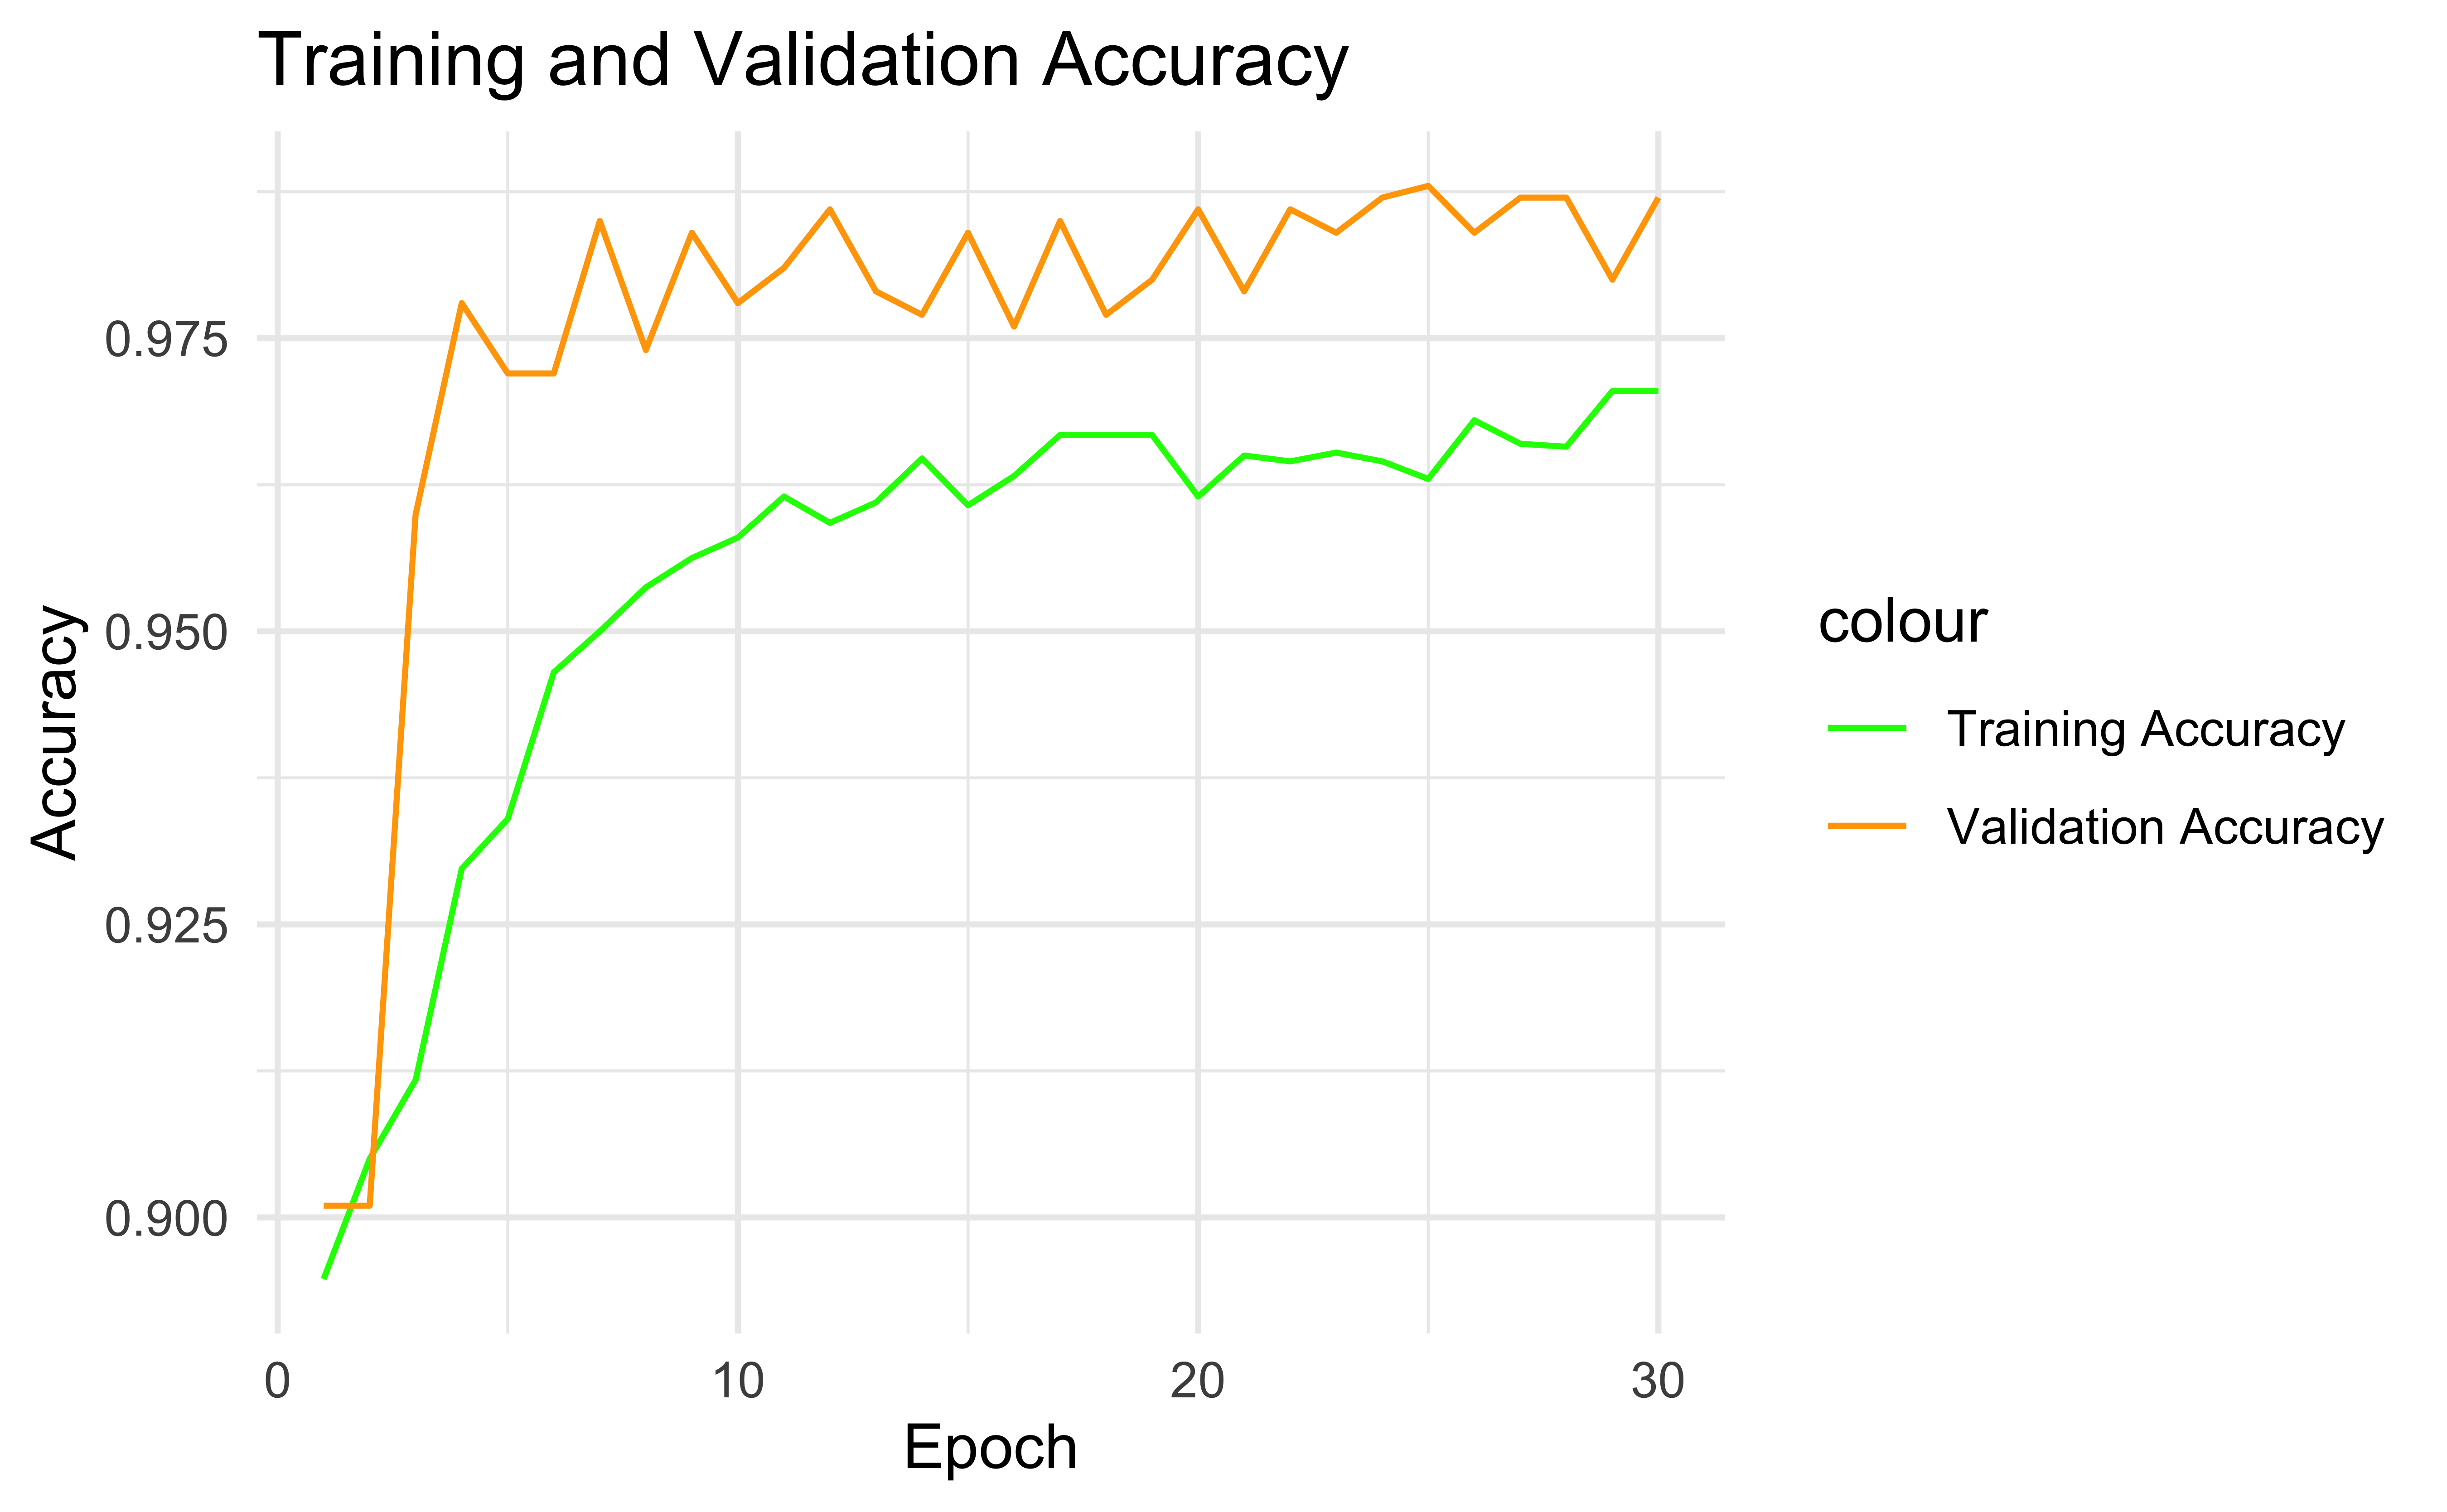 Training and Validation Accuracy
0.975
0.950
0.925
0.900
Accuracy
0
10
20
30
Epoch
colour
Training Accuracy
Validation Accuracy